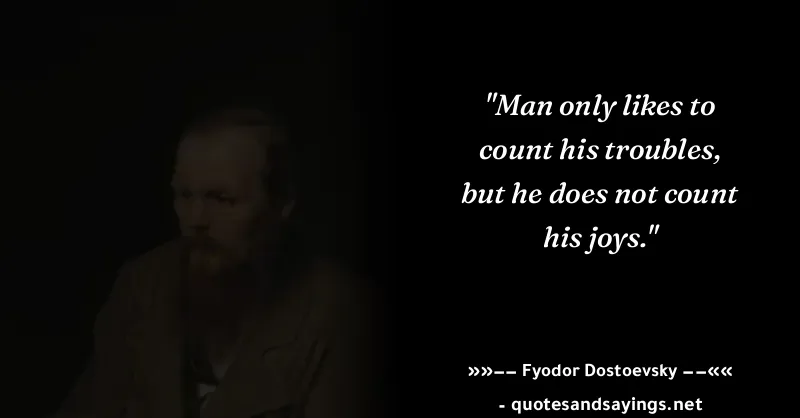 "Man only likes to
count his troubles,
but he does not count
his joys."
»»–– Fyodor Dostoevsky ––««
- quotesandsayings.net